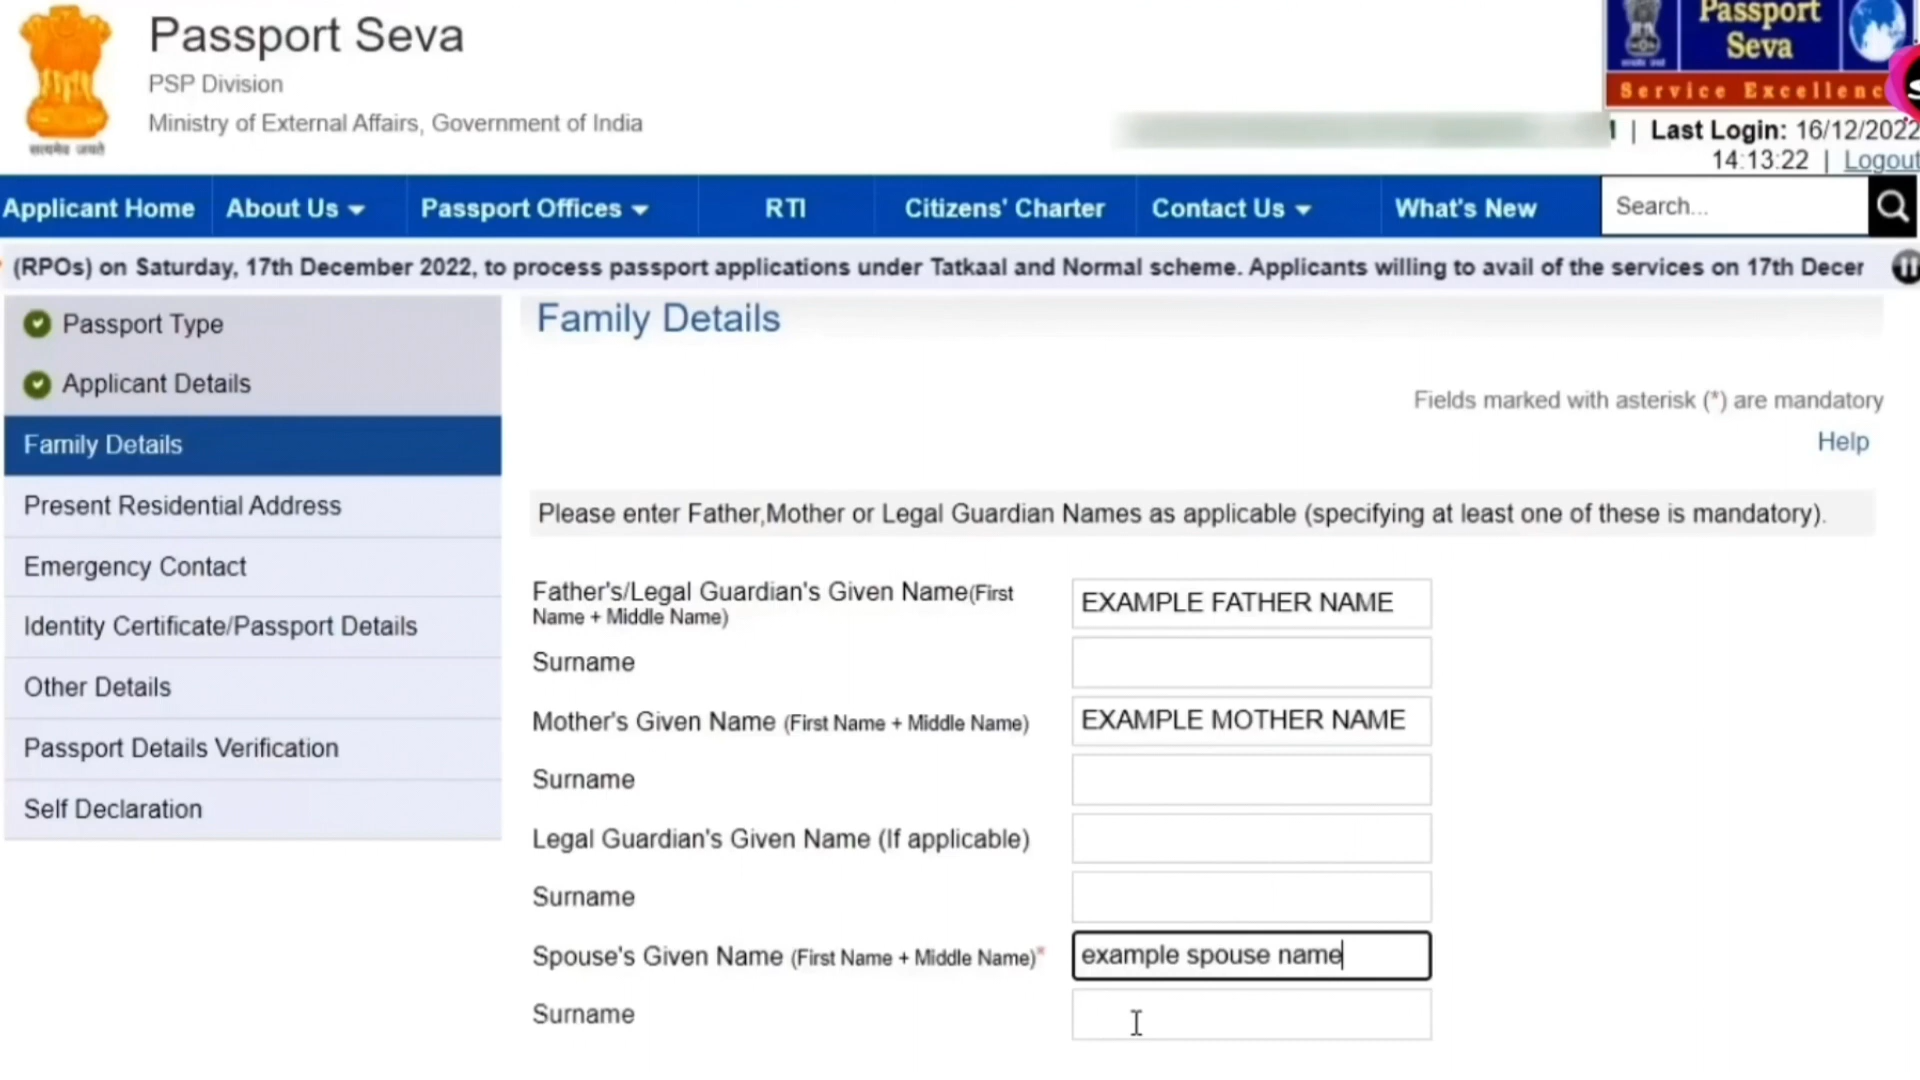 Passport Seva
PSP Division
Ministry of External Affairs, Government of India
सत्यमेव जयते
Passport
Seva
Service Excellenc
| Last Login: 16/12/2022
14:13:22 | Logout
Applicant Home About Us Passport Offices RTI Citizens' Charter Contact Us What's New Search...
(RPOs) on Saturday, 17th December 2022, to process passport applications under Tatkaal and Normal scheme. Applicants willing to avail of the services on 17th Decer
Passport Type
Applicant Details
Family Details
Present Residential Address
Emergency Contact
Identity Certificate/Passport Details
Other Details
Passport Details Verification
Self Declaration
Family Details
Fields marked with asterisk (*) are mandatory
Help
Please enter Father,Mother or Legal Guardian Names as applicable (specifying at least one of these is mandatory).
Father's/Legal Guardian's Given Name(First
Name + Middle Name)
EXAMPLE FATHER NAME
Surname
Mother's Given Name (First Name + Middle Name) EXAMPLE MOTHER NAME
Surname
Legal Guardian's Given Name (If applicable)
Surname
Spouse's Given Name (First Name + Middle Name)* example spouse name
Surname